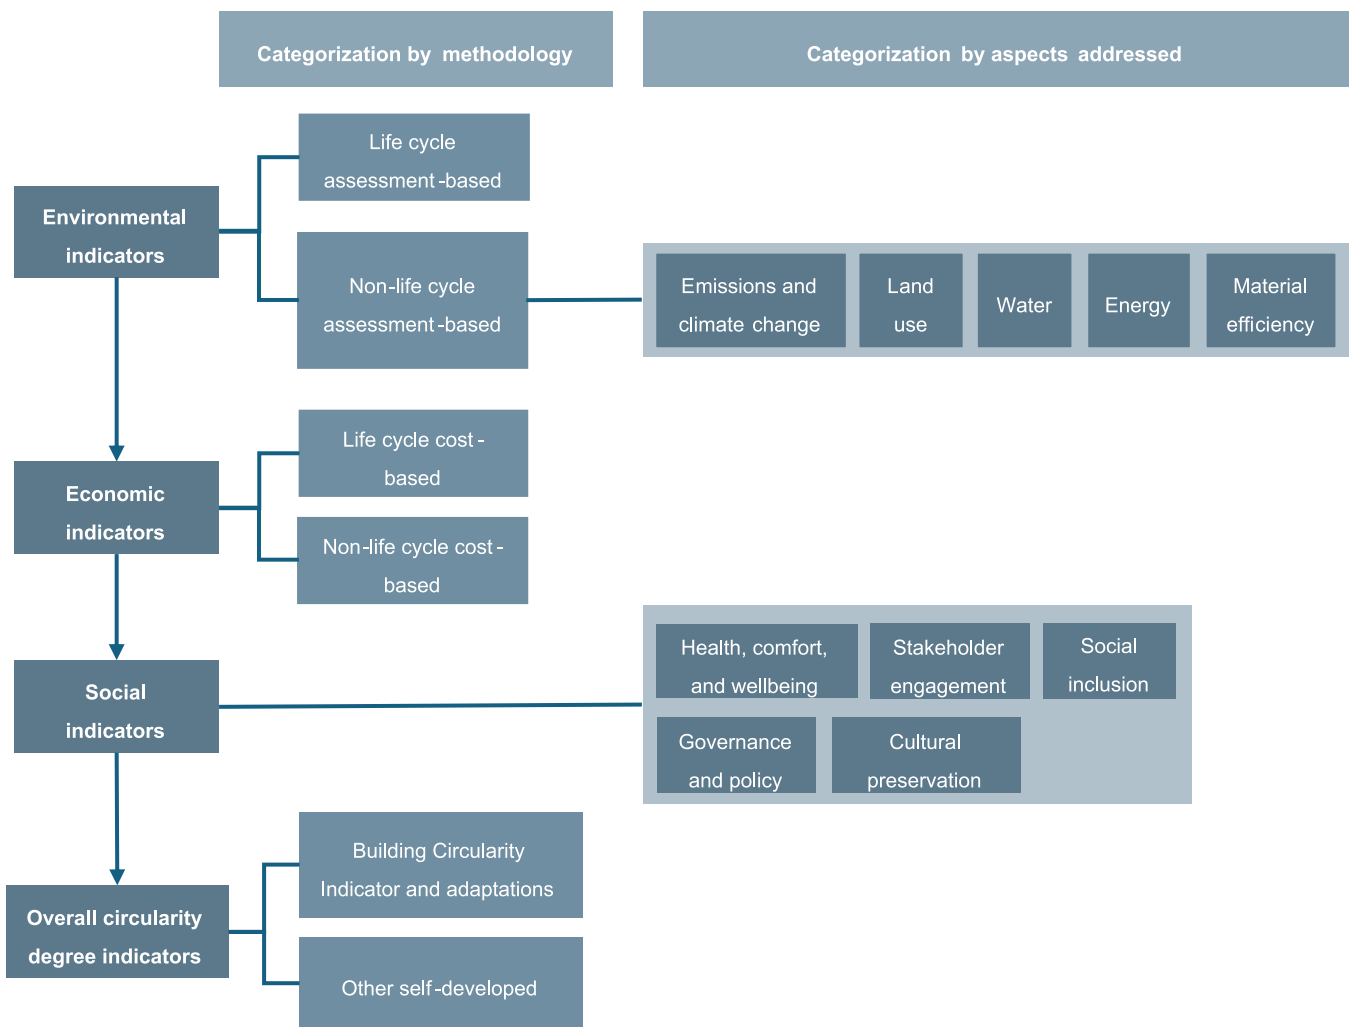 Categorization by methodology
Categorization by aspects addressed
Life cycle
assessment-based
Environmental
indicators
Non-life cycle
assessment-based
Emissions and
climate change
Land
use
Water
Energy
Material
efficiency
Life cycle cost-
based
Economic
indicators
Non-life cycle cost-
based
Social
indicators
Health, comfort,
and wellbeing
Stakeholder
engagement
Social
inclusion
Governance
and policy
Cultural
preservation
Building Circularity
Indicator and adaptations
Overall circularity
degree indicators
Other self-developed